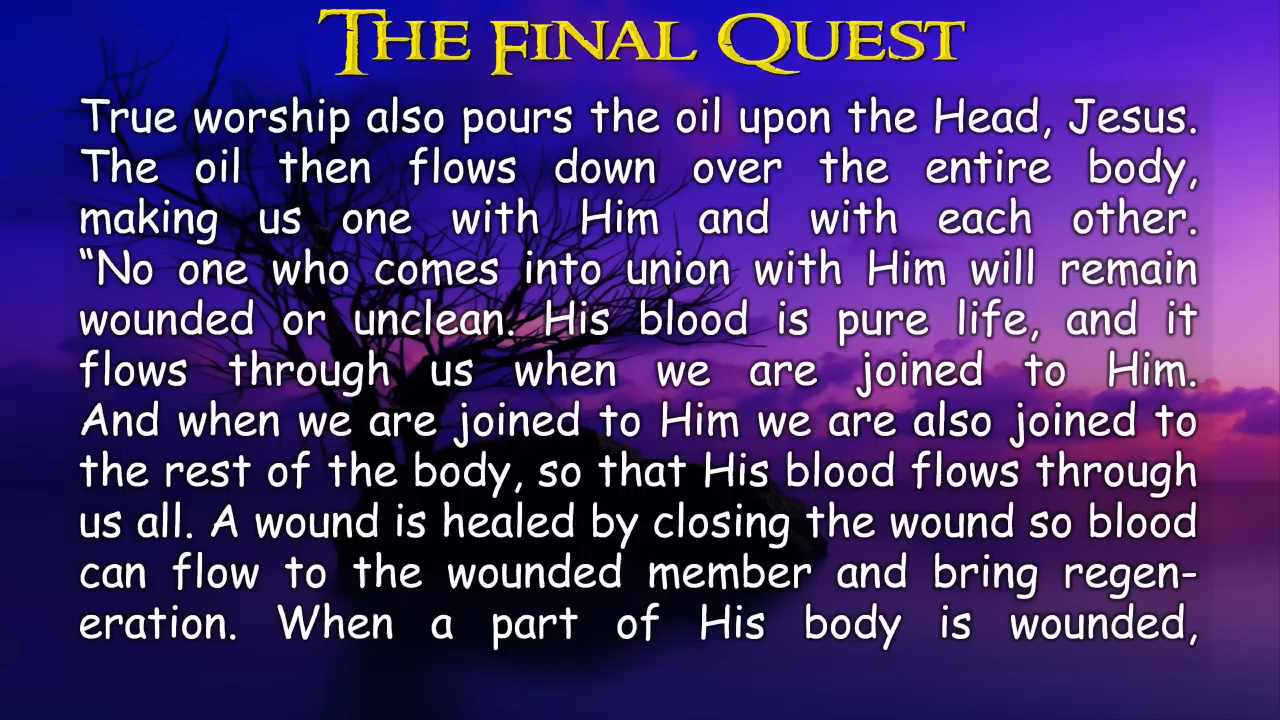 The Final Quest
True worship also pours the oil upon the Head, Jesus.
The oil then flows down over the entire body,
making us one with Him and with each other.
“No one who comes into union with Him will remain
wounded or unclean. His blood is pure life, and it
flows through us when we are joined to Him.
And when we are joined to Him we are also joined to
the rest of the body, so that His blood flows through
us all. A wound is healed by closing the wound so blood
can flow to the wounded member and bring regen-
eration. When a part of His body is wounded,